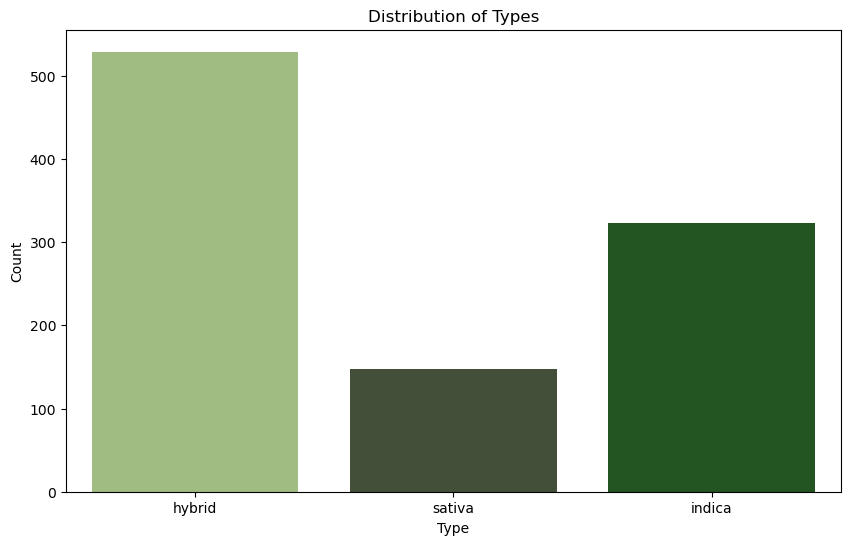 Distribution of Types
500
400
300
200
100
0
Count
hybrid
sativa
indica
Type